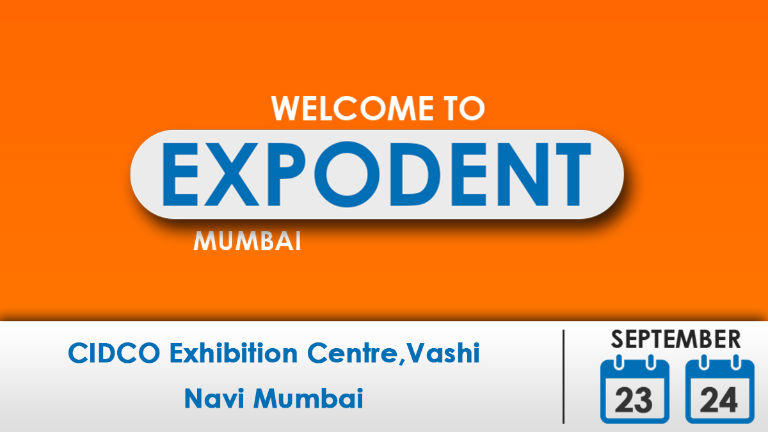 WELCOME TO
EXPODENT
MUMBAI
CIDCO Exhibition Centre,Vashi
Navi Mumbai
SEPTEMBER
23 24